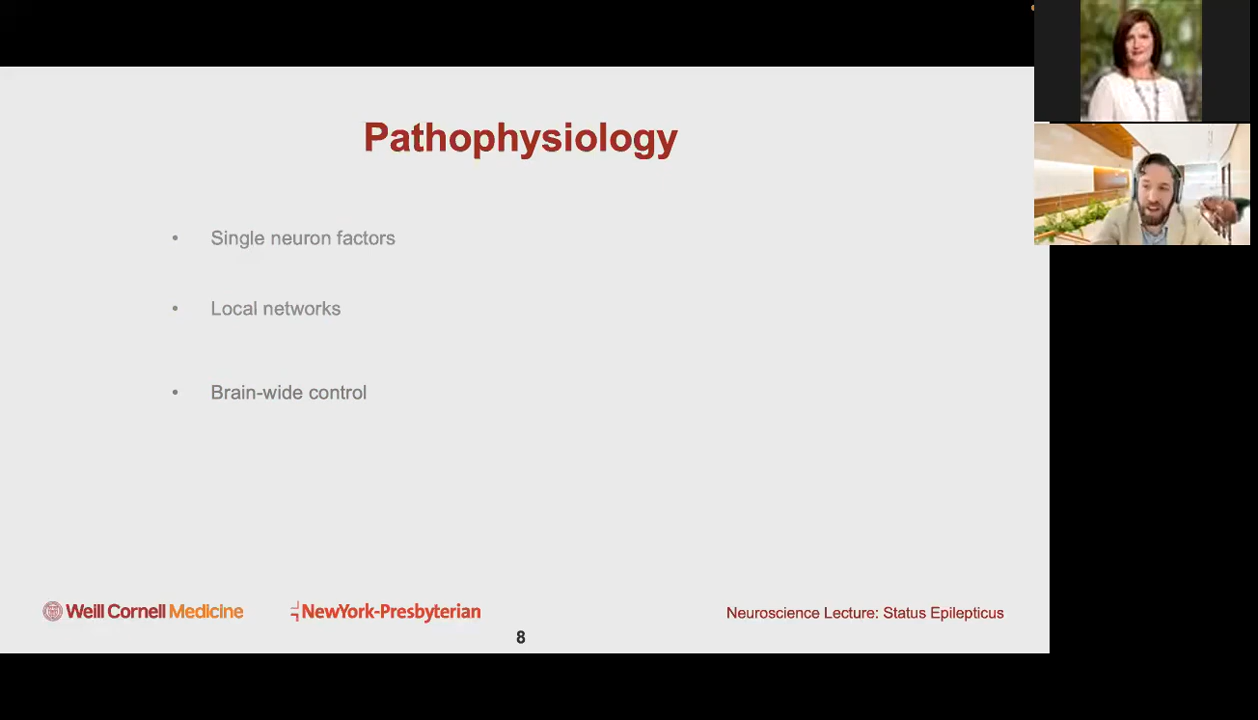 Pathophysiology
• Single neuron factors
• Local networks
• Brain-wide control
Weill Cornell Medicine
NewYork-Presbyterian
Neuroscience Lecture: Status Epilepticus
8